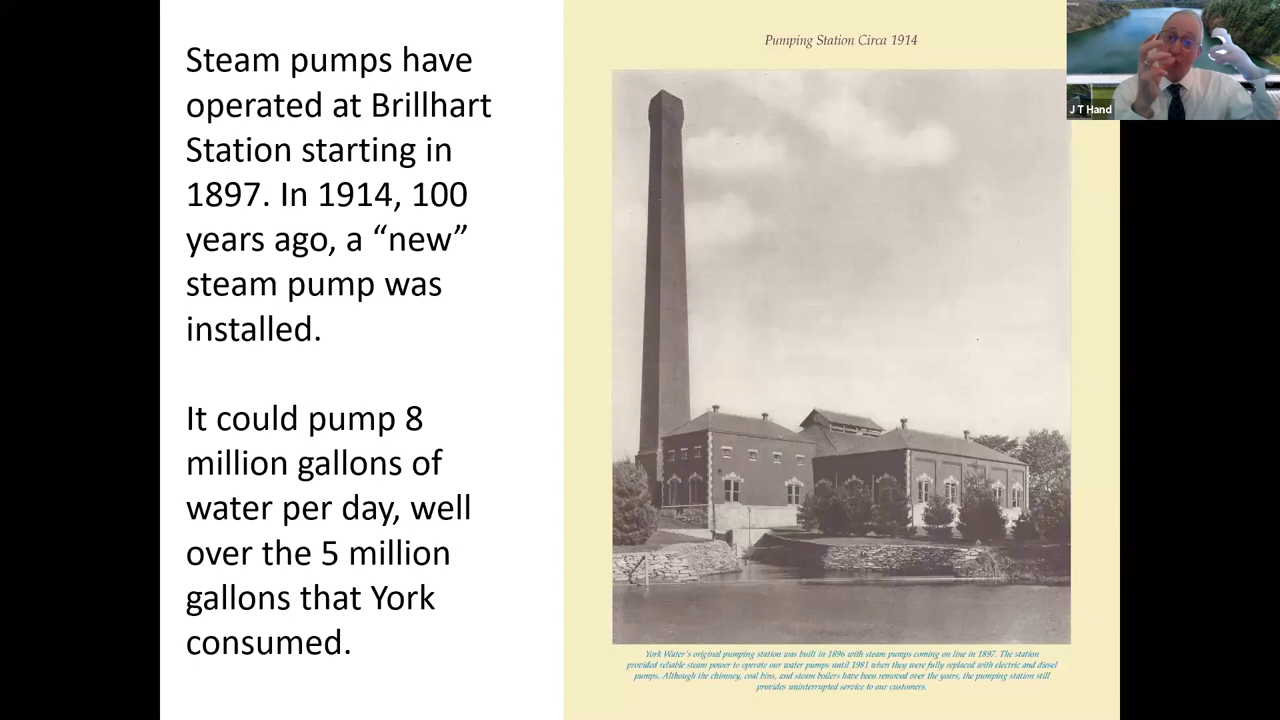 Steam pumps have
operated at Brillhart
Station starting in
1897. In 1914, 100
years ago, a “new”
steam pump was
installed.
It could pump 8
million gallons of
water per day, well
over the 5 million
gallons that York
consumed.
Pumping Station Circa 1914
York Water's original pumping station was built in 1896 with steam pumps coming on line in 1897. The station
provided reliable steam power to operate our water pumps until 1981 when they were fully replaced with electric and diesel
pumps. Although the chimney, coal bins, and steam boilers have been removed over the years, the pumping station still
provides uninterrupted service to our customers.
J T Hand